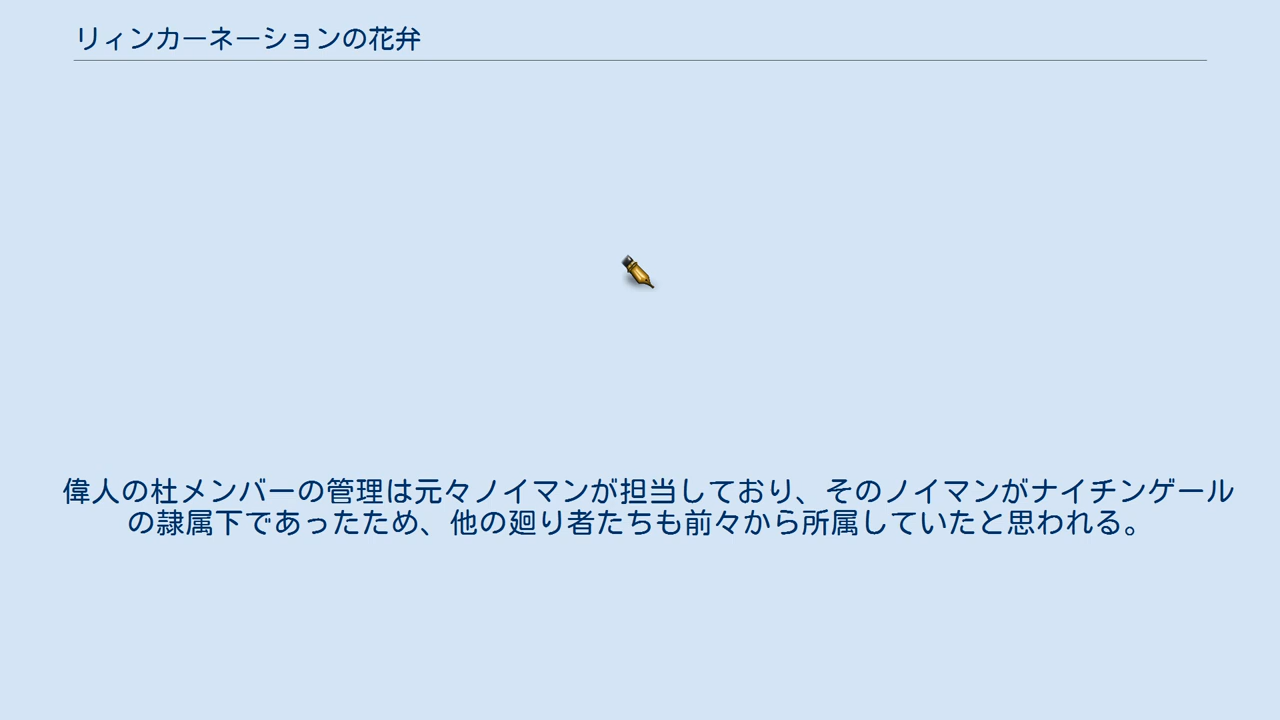 リィンカーネーションの花弁
偉人の杜メンバーの管理は元々ノイマンが担当しており、そのノイマンがナイチンゲール
の隷属下であったため、他の廻り者たちも前々から所属していたと思われる。